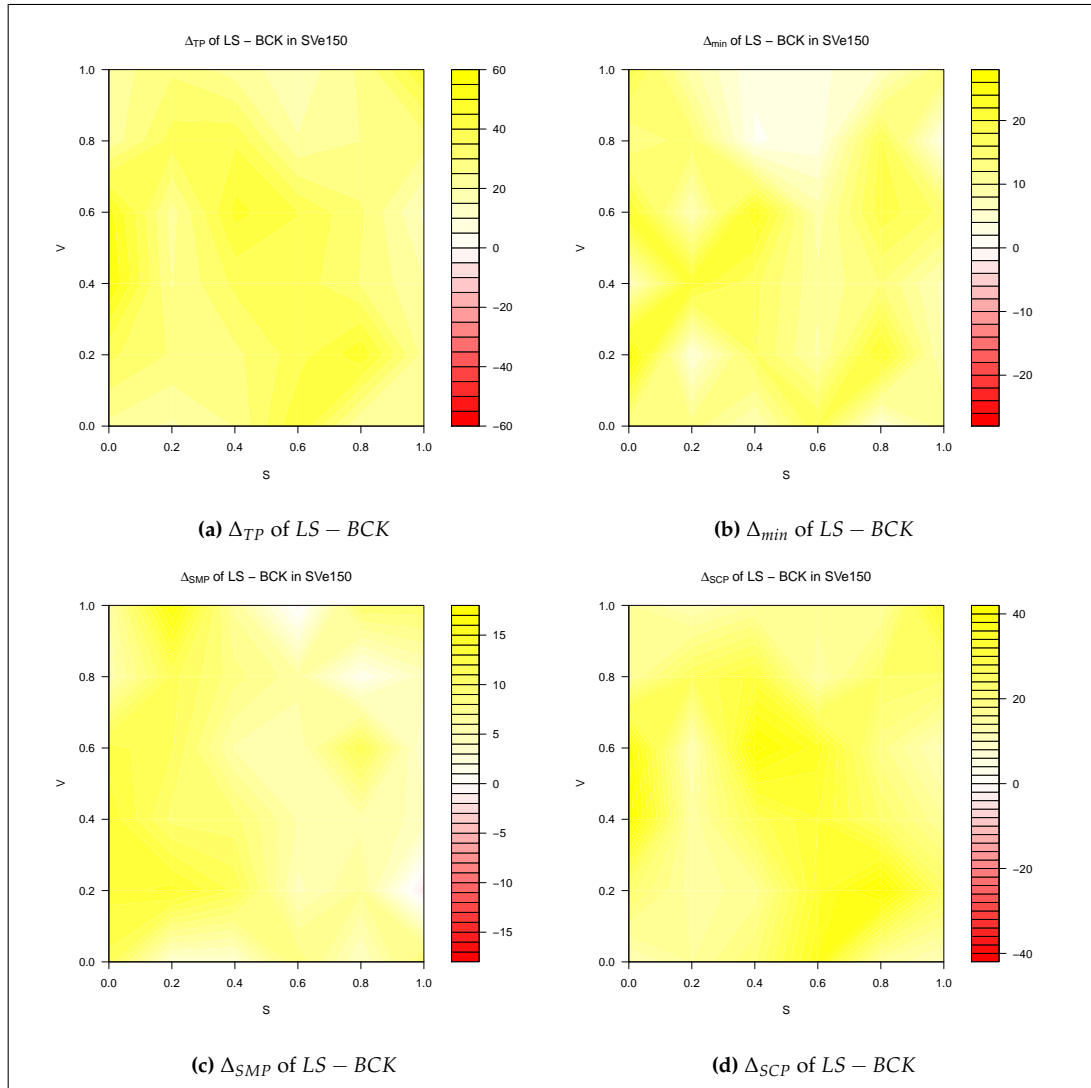 Δ_TP of LS − BCK in SVe150
1.0
0.8
0.6
0.4
0.2
0.0
V
0.0 0.2 0.4 0.6 0.8 1.0
S
60
40
20
0
−20
−40
−60
(a) Δ_TP of LS − BCK
Δ_min of LS − BCK in SVe150
1.0
0.8
0.6
0.4
0.2
0.0
V
0.0 0.2 0.4 0.6 0.8 1.0
S
20
10
0
−10
−20
(b) Δ_min of LS − BCK
Δ_SMP of LS − BCK in SVe150
1.0
0.8
0.6
0.4
0.2
0.0
V
0.0 0.2 0.4 0.6 0.8 1.0
S
15
10
5
0
−5
−10
−15
(c) Δ_SMP of LS − BCK
Δ_SCP of LS − BCK in SVe150
1.0
0.8
0.6
0.4
0.2
0.0
V
0.0 0.2 0.4 0.6 0.8 1.0
S
40
20
0
−20
−40
(d) Δ_SCP of LS − BCK